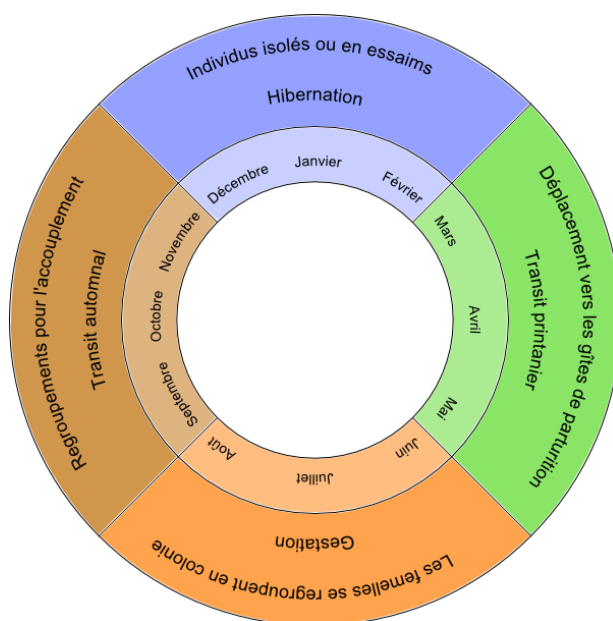 Individus isolés ou en essaims
Hibernation
Décembre
Janvier
Février
Déplacement vers les gîtes de parturition
Transit printanier
Mars
Avril
Mai
Les femelles se regroupent en colonie
Gestation
Juin
Juillet
Août
Regroupements pour l'accouplement
Transit automnal
Septembre
Octobre
Novembre